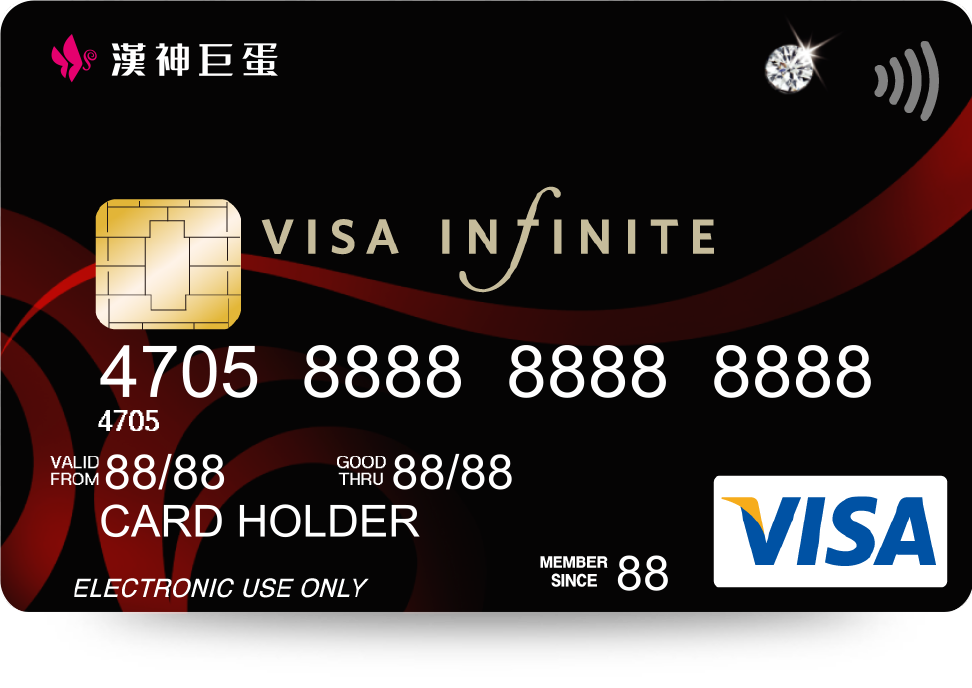 漢神巨蛋
VISA INFINITE
4705 8888 8888 8888
4705
VALID FROM 88/88 GOOD THRU 88/88
CARD HOLDER
ELECTRONIC USE ONLY
MEMBER SINCE 88
VISA